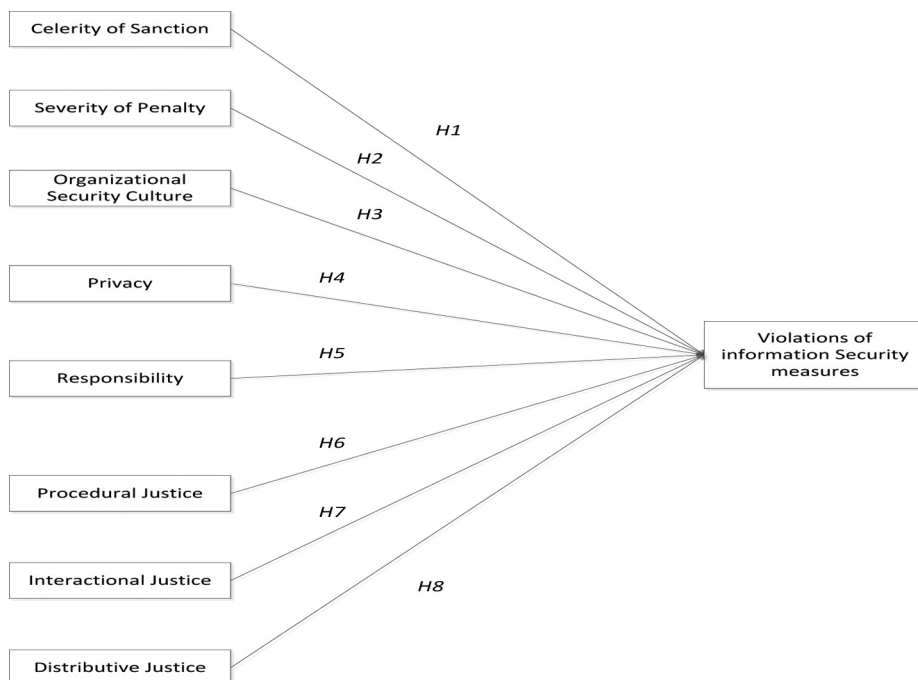 Celerity of Sanction
H1
Severity of Penalty
H2
Organizational
Security Culture
H3
Privacy
H4
Responsibility
H5
Violations of
information Security
measures
Procedural Justice
H6
Interactional Justice
H7
Distributive Justice
H8